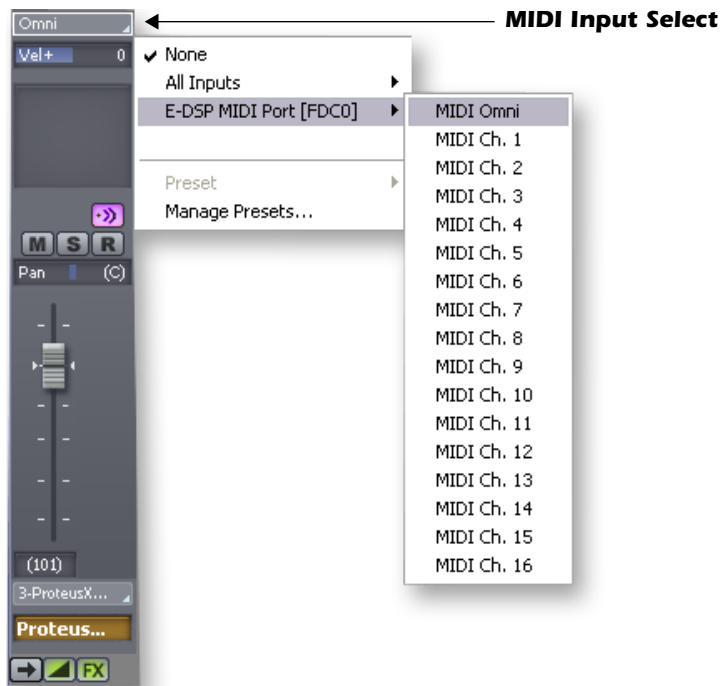 Omni
MIDI Input Select
Vel+ 0
None
All Inputs
E-DSP MIDI Port [FDC0]
Preset
Manage Presets...
MIDI Omni
MIDI Ch. 1
MIDI Ch. 2
MIDI Ch. 3
MIDI Ch. 4
MIDI Ch. 5
MIDI Ch. 6
MIDI Ch. 7
MIDI Ch. 8
MIDI Ch. 9
MIDI Ch. 10
MIDI Ch. 11
MIDI Ch. 12
MIDI Ch. 13
MIDI Ch. 14
MIDI Ch. 15
MIDI Ch. 16
M S R
Pan (C)
(101)
3-ProteusX...
Proteus...
FX